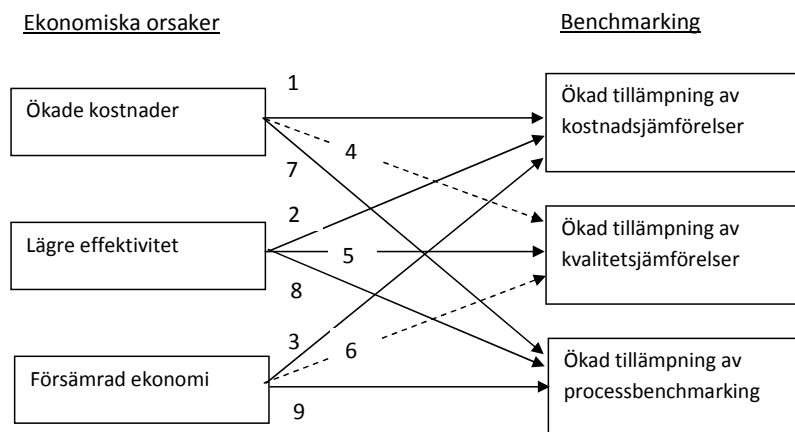 Ekonomiska orsaker
Benchmarking
1
Ökade kostnader
Ökad tillämpning av
kostnadsjämförelser
4
7
2
Lägre effektivitet
5
Ökad tillämpning av
kvalitetsjämförelser
8
3
6
Försämrad ekonomi
Ökad tillämpning av
processbenchmarking
9